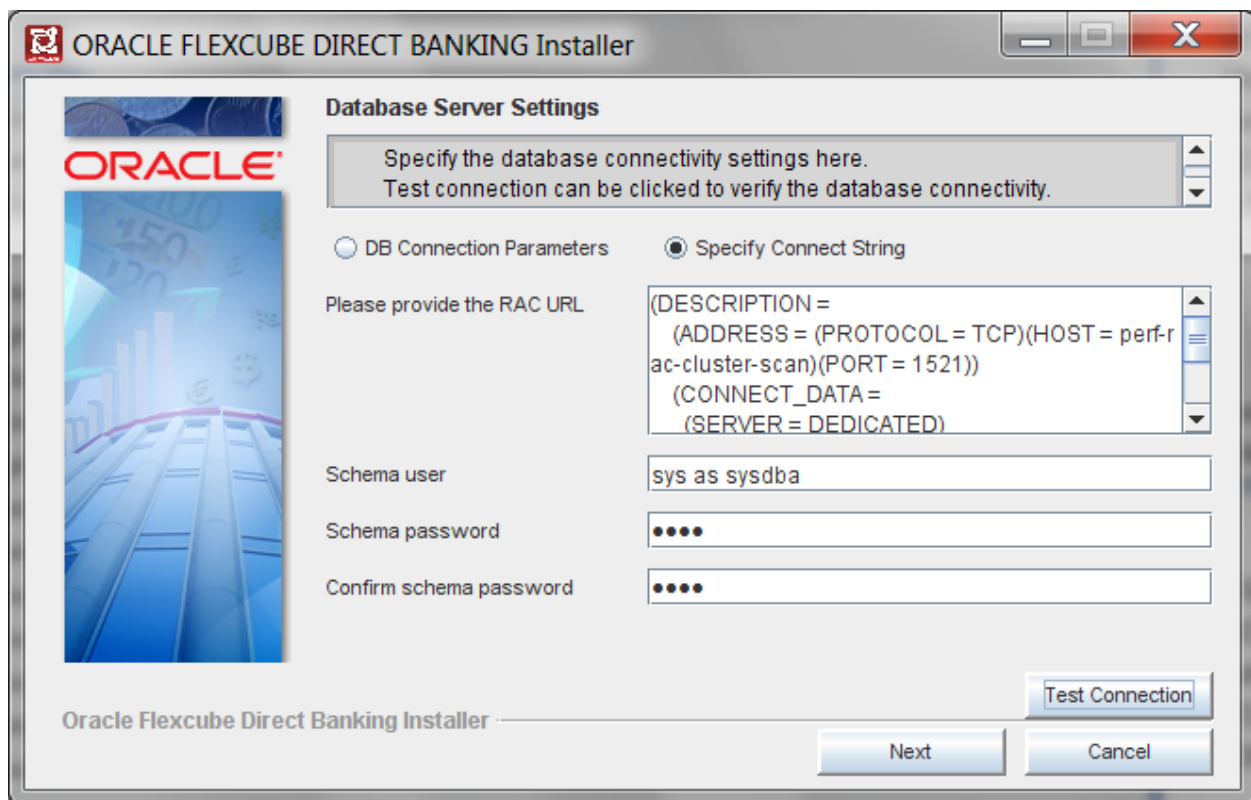 ORACLE FLEXCUBE DIRECT BANKING Installer
ORACLE
Database Server Settings
Specify the database connectivity settings here.
Test connection can be clicked to verify the database connectivity.
DB Connection Parameters
Specify Connect String
Please provide the RAC URL
(DESCRIPTION =
(ADDRESS = (PROTOCOL = TCP)(HOST = perf-r
ac-cluster-scan)(PORT = 1521))
(CONNECT_DATA =
(SERVER = DEDICATED)
Schema user
sys as sysdba
Schema password
••••
Confirm schema password
••••
Test Connection
Oracle Flexcube Direct Banking Installer
Next
Cancel